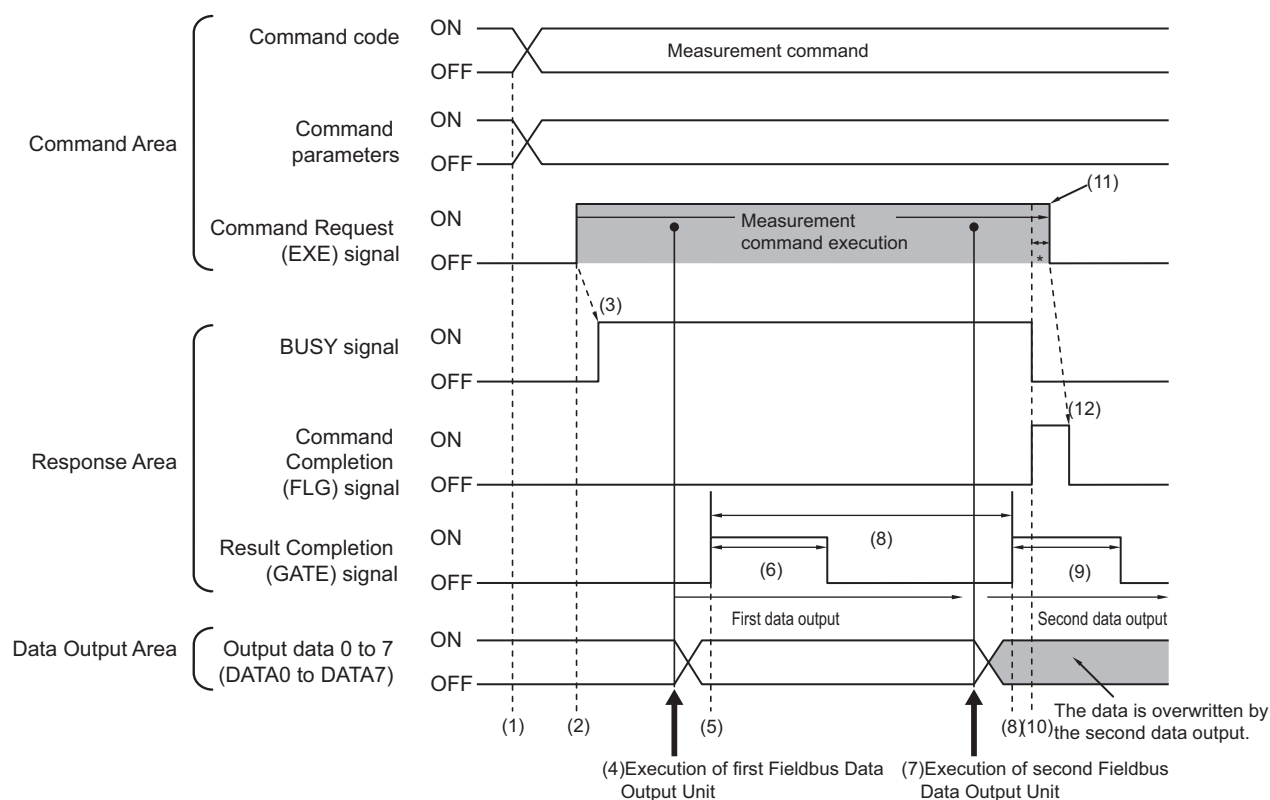 Command Area
Command code
ON
OFF
Measurement command
Command
parameters
ON
OFF
Command Request
(EXE) signal
ON
OFF
Measurement
command execution
(11)
*
Response Area
BUSY signal
ON
OFF
(3)
Command
Completion
(FLG) signal
ON
OFF
(12)
Result Completion
(GATE) signal
ON
OFF
(8)
(6)
(9)
First data output
Second data output
Data Output Area
Output data 0 to 7
(DATA0 to DATA7)
ON
OFF
The data is overwritten by
the second data output.
(1)
(2)
(5)
(8)
(10)
(4)Execution of first Fieldbus Data
Output Unit
(7)Execution of second Fieldbus
Data Output Unit